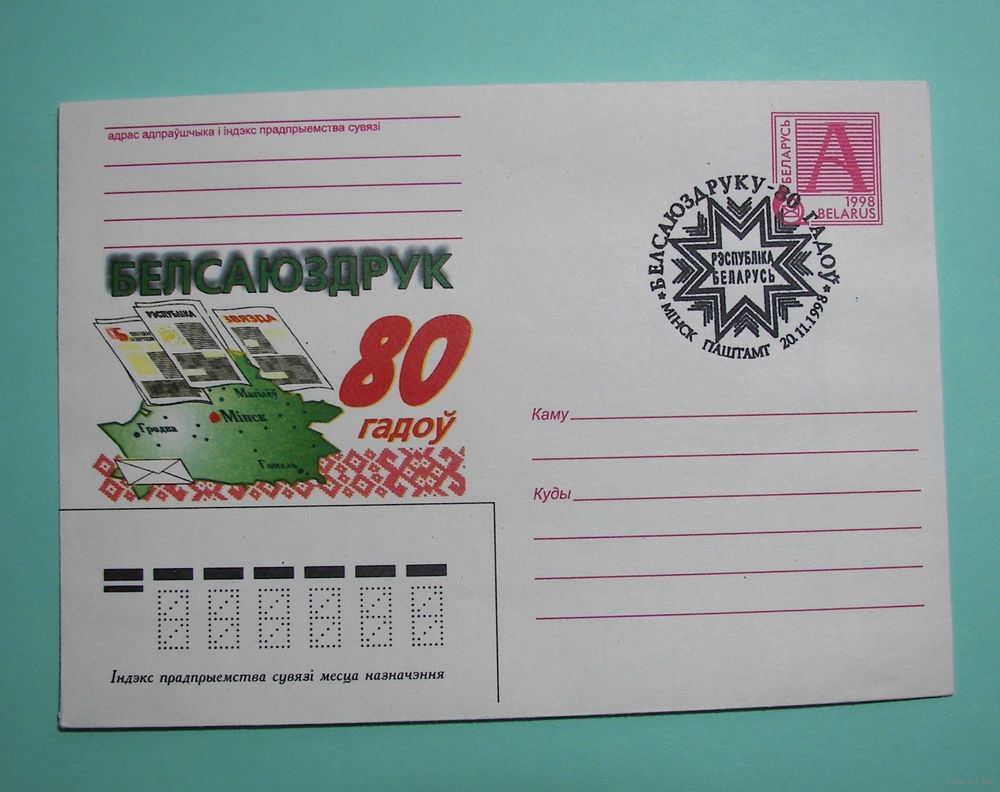 адрас адпраўшчыка і індэкс прадпрыемства сувязі
БЕЛАРУСЬ
А
1998
BELARUS
БЕЛСАЮЗДРУКУ-80 ГАДОЎ
РЭСПУБЛІКА
БЕЛАРУСЬ
МІНСК ПАШТАМТ 20.11.1998
БЕЛСАЮЗДРУК
РЭСПУБЛІКА
ЗВЯЗДА
80
гадоў
Магілёў
Мінск
Гродна
Гомель
Каму
Куды
Індэкс прадпрыемства сувязі месца назначэння